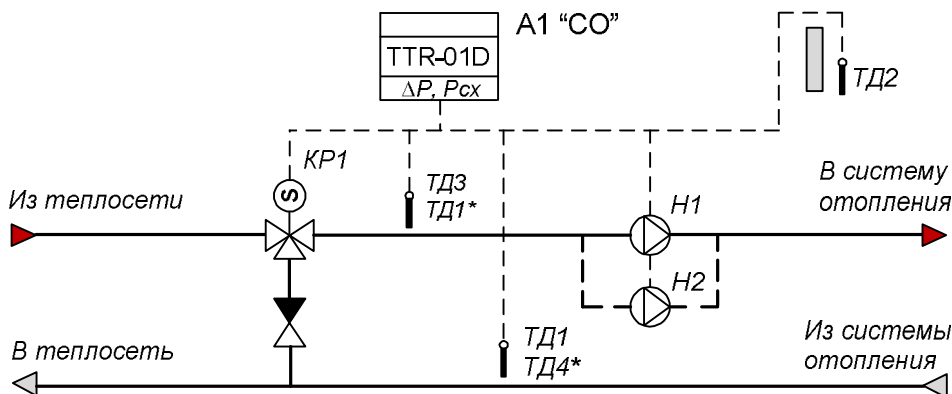 А1 “СО”
TTR-01D
ΔP, Pсх
ТД2
КР1
Из теплосети
ТД3
ТД1*
Н1
В систему
отопления
Н2
В теплосеть
ТД1
ТД4*
Из системы
отопления
S